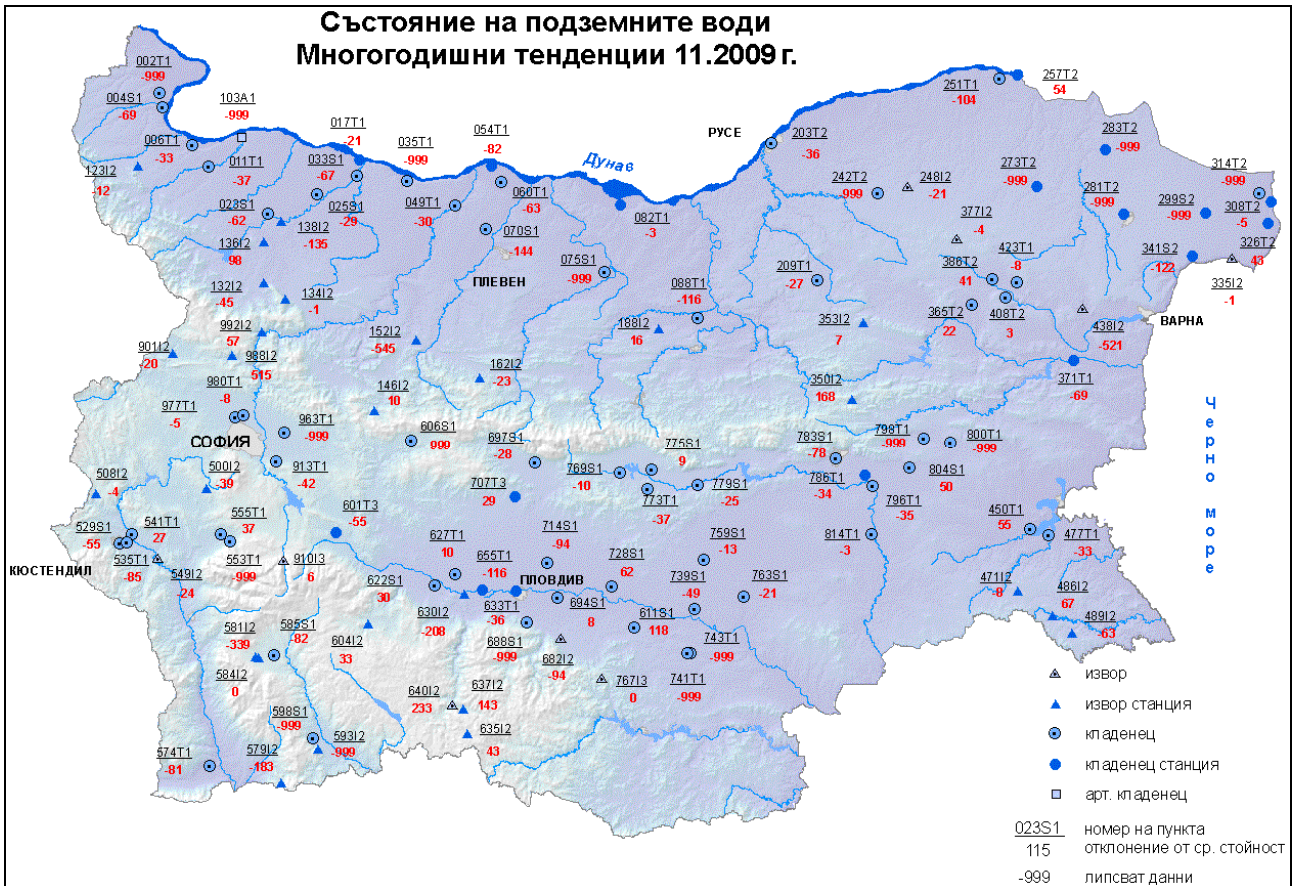 Състояние на подземните води
Многогодишни тенденции 11.2009 г.
002T1
-999
004S1
-69
103A1
-999
006T1
-33
011T1
-37
123I2
-12
017T1
-21
033S1
-67
035T1
-999
054T1
-82
Дунав
РУСЕ
203T2
-36
251T1
-104
257T2
54
283T2
-999
273T2
-999
314T2
-999
242T2
-999
248I2
-21
281T2
-999
299S2
-999
308T2
-5
023S1
-62
025S1
-29
049T1
-30
060T1
-63
082T1
-3
377I2
-4
138I2
-135
136I2
98
070S1
-144
ПЛЕВЕН
075S1
-999
088T1
-116
209T1
-27
386T2
41
423T1
-8
341S2
-122
326T2
43
335I2
-1
132I2
-45
134I2
-1
992I2
57
152I2
-545
188I2
16
353I2
7
365T2
22
408T2
3
438I2
-521
ВАРНА
901I2
-20
988I2
515
162I2
-23
146I2
10
350I2
168
371T1
-69
980T1
-8
977T1
-5
СОФИЯ
963T1
-999
606S1
999
697S1
-28
775S1
9
783S1
-78
798T1
-999
800T1
-999
Черно море
508I2
-4
500I2
39
913T1
-42
707T3
29
769S1
-10
773T1
-37
779S1
-25
786T1
-34
804S1
50
796T1
-35
529S1
-55
541T1
27
555T1
37
601T3
-55
535T1
-85
КЮСТЕНДИЛ
549I2
24
553T1
-999
910I3
6
627T1
10
655T1
-116
714S1
-94
ПЛОВДИВ
728S1
62
759S1
-13
814T1
-3
450T1
55
477T1
-33
622S1
30
630I2
-208
633T1
-36
694S1
8
611S1
118
739S1
-49
763S1
-21
471I2
-8
486I2
67
489I2
-63
581I2
-339
585S1
-82
604I2
33
688S1
-999
682I2
-94
743T1
-999
584I2
0
640I2
233
637I2
143
767I3
0
741T1
-999
598S1
-999
593I2
-999
635I2
43
574T1
-81
579I2
-183
извор
извор станция
кладенец
кладенец станция
арт. кладенец
023S1 номер на пункта
115 отклонение от ср. стойност
-999 липсват данни